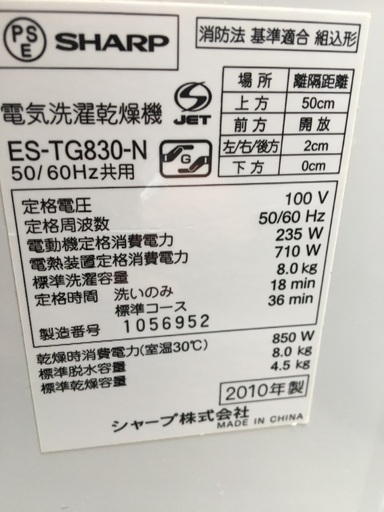 PSE SHARP
消防法 基準適合 組込形
電気洗濯乾燥機
S-JET
ES-TG830-N
G
50/60Hz共用
場所 離隔距離
上方 50cm
前方 開放
左/右/後方 2cm
下方 0cm
定格電圧 100 V
定格周波数 50/60 Hz
電動機定格消費電力 235 W
電熱装置定格消費電力 710 W
標準洗濯容量 8.0kg
定格時間 洗いのみ 18 min
標準コース 36 min
製造番号 1056952
乾燥時消費電力(室温30℃) 850 W
標準脱水容量 8.0 kg
標準乾燥容量 4.5 kg
2010年製
シャープ株式会社
MADE IN CHINA